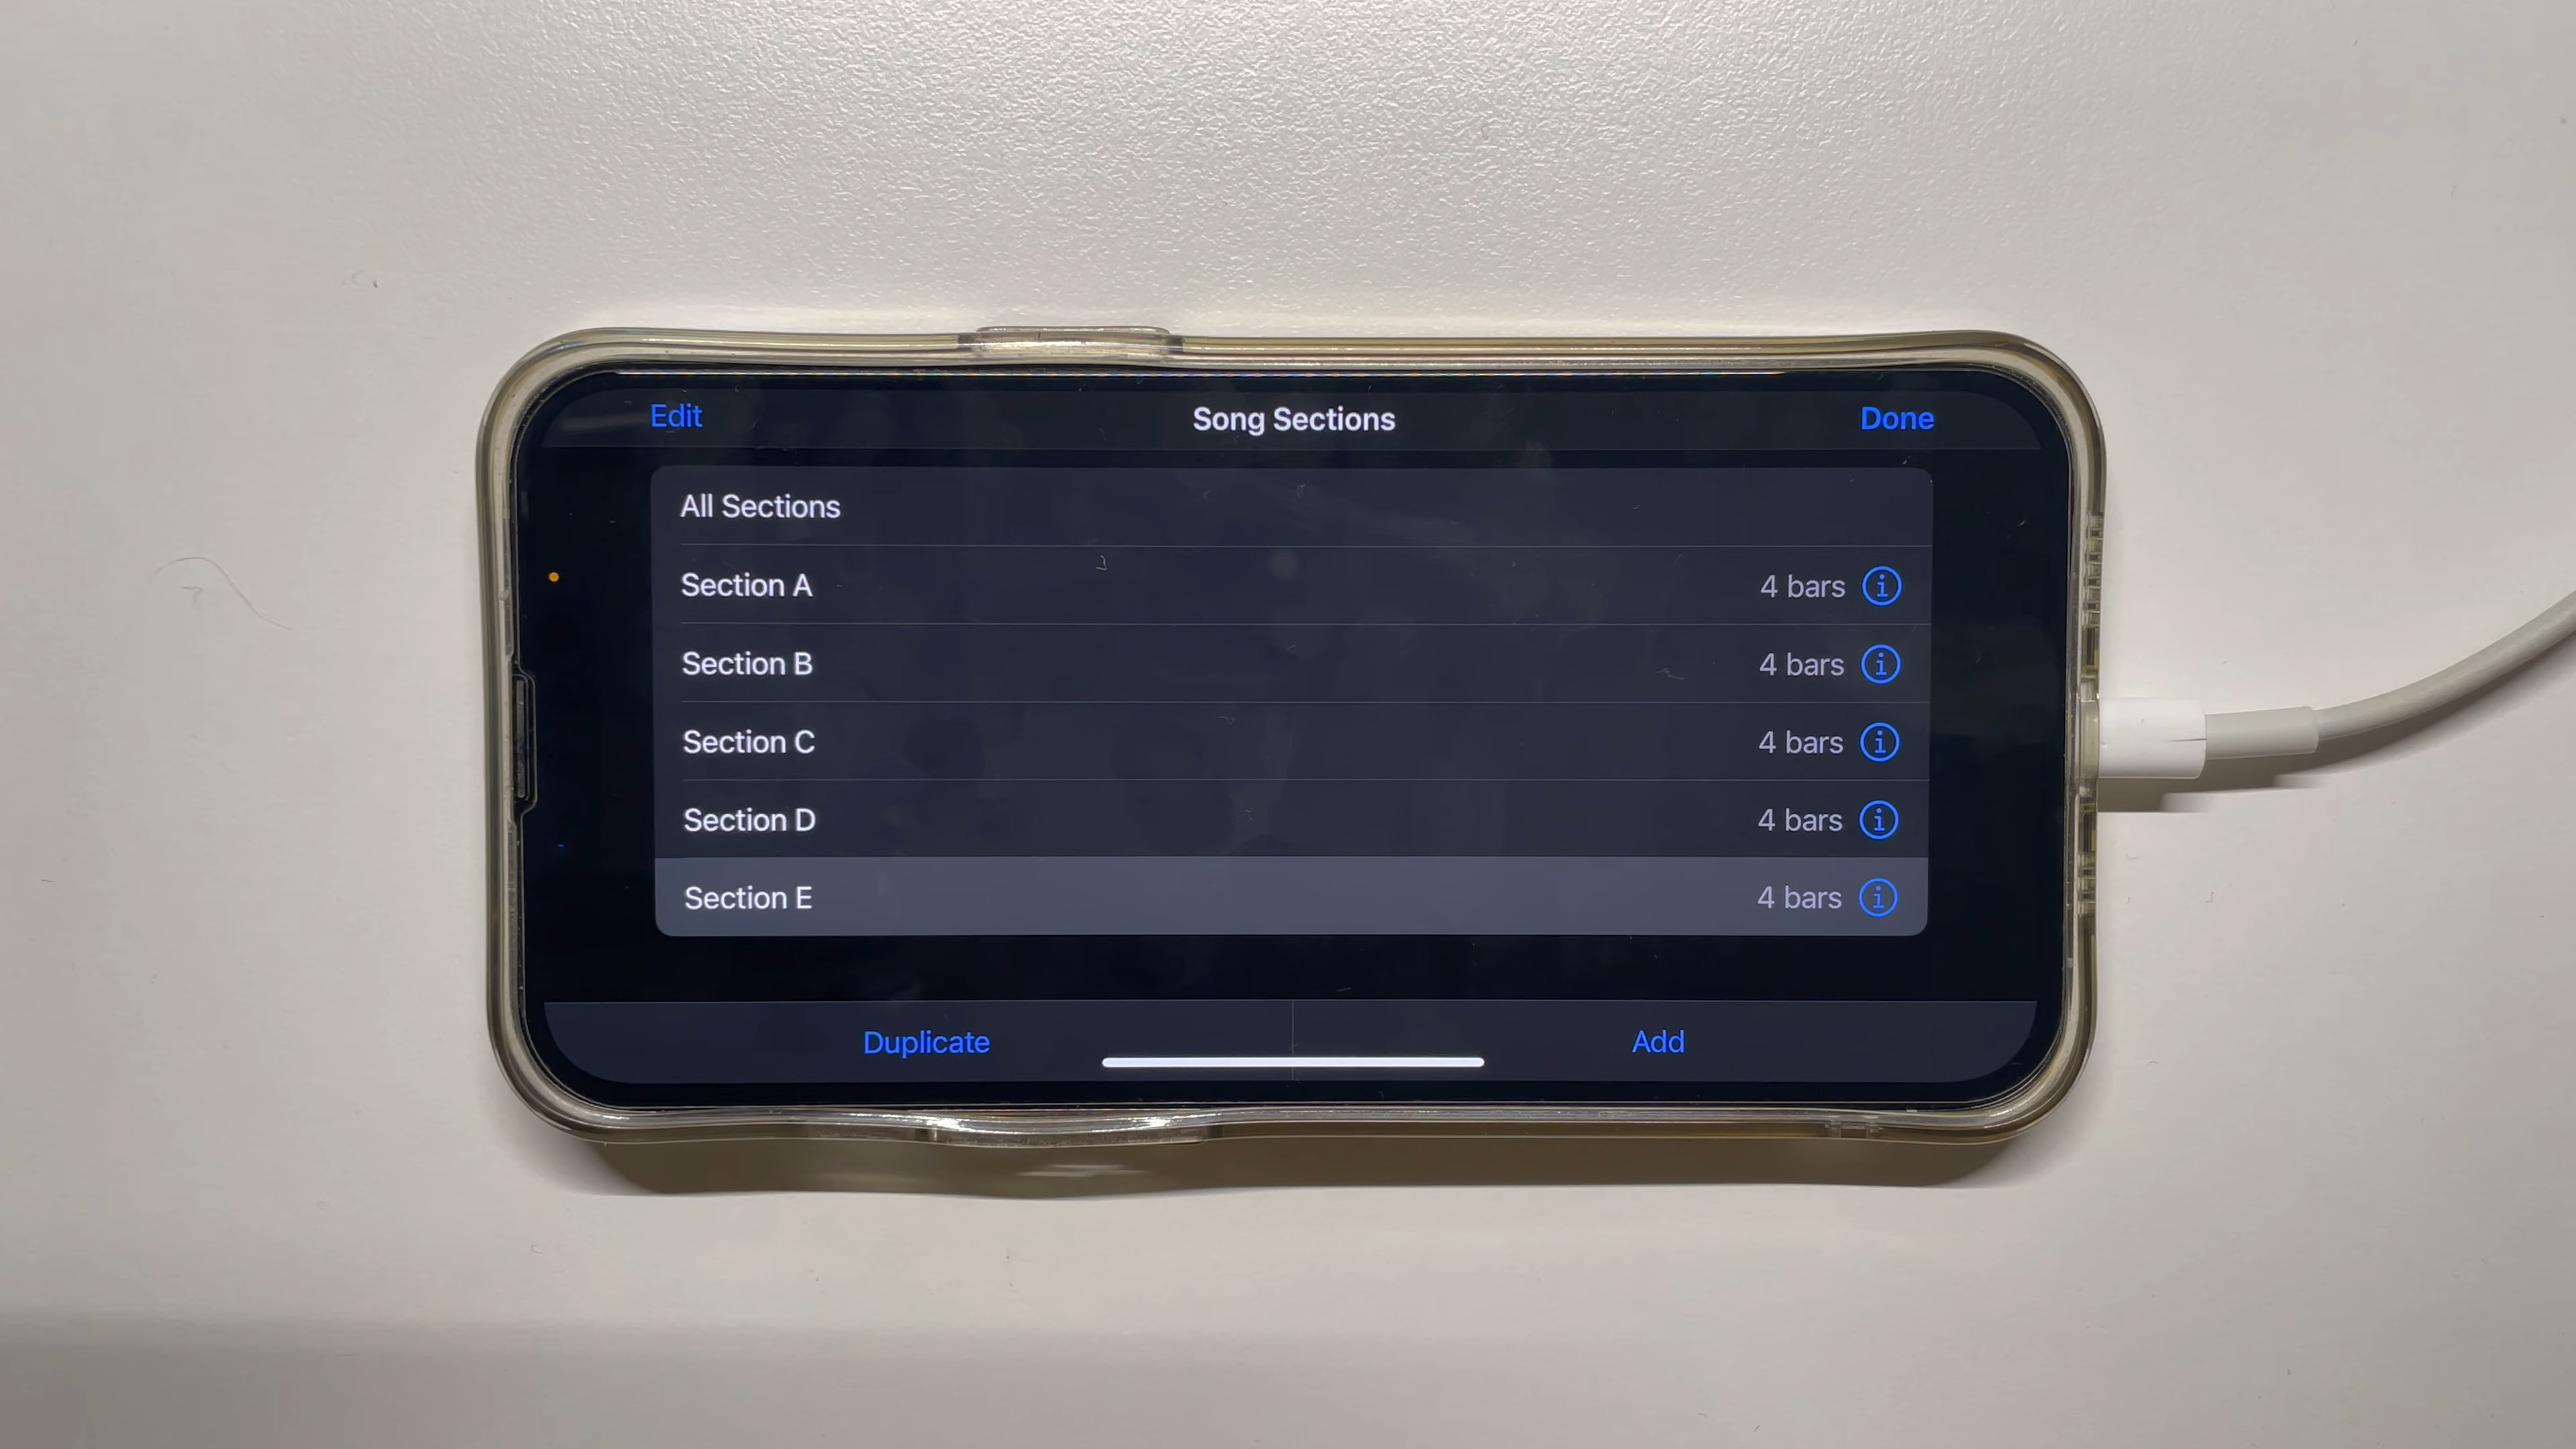 Edit Song Sections Done
All Sections
Section A 4 bars
Section B 4 bars
Section C 4 bars
Section D 4 bars
Section E 4 bars
Duplicate Add